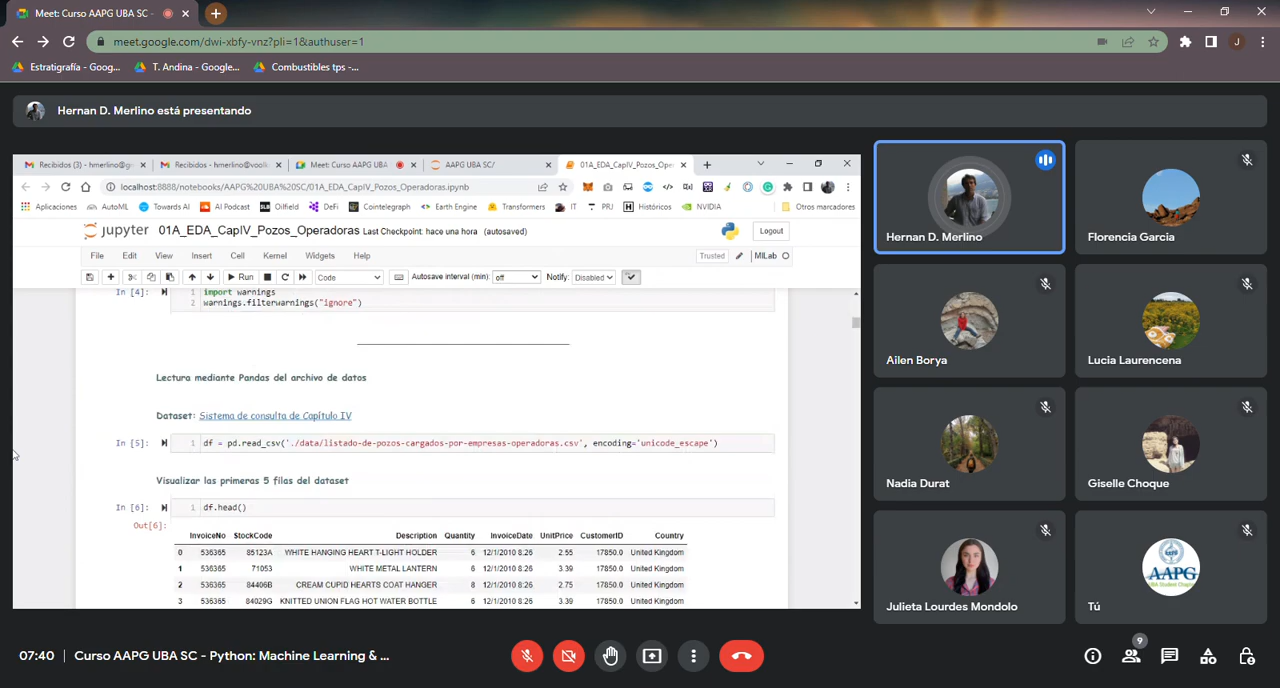 Meet: Curso AAPG UBA SC -
meet.google.com/dwi-xbfy-vnz?pli=1&authuser=1
J
Estratigrafía - Goog...
T. Andina - Google...
Combustibles tps -...
Hernan D. Merlino está presentando
Recibidos (3) - hmerlino@g
Recibidos - hmerlino@vool
Meet: Curso AAPG UBA
AAPG UBA SC/
01A_EDA_CapIV_Pozos_Ope
localhost:8888/notebooks/AAPG%20UBA%20SC/01A_EDA_CapIV_Pozos_Operadoras.ipynb
Aplicaciones
AutoML
Towards AI
AI Podcast
Oilfield
DeFi
Cointelegraph
Earth Engine
Transformers
IT
PRJ
Históricos
NVIDIA
Otros marcadores
jupyter 01A_EDA_CapIV_Pozos_Operadoras Last Checkpoint: hace una hora (autosaved)
Logout
File Edit View Insert Cell Kernel Widgets Help
Trusted
MILab
Run
Code
Autosave interval (min): off
Notify: Disabled
In [4]: 1 import warnings
2 warnings.filterwarnings("ignore")
Lectura mediante Pandas del archivo de datos
Dataset: Sistema de consulta de Capítulo IV
In [5]: 1 df = pd.read_csv('./data/listado-de-pozos-cargados-por-empresas-operadoras.csv', encoding='unicode_escape')
Visualizar las primeras 5 filas del dataset
In [6]: 1 df.head()
Out[6]:
InvoiceNo StockCode Description Quantity InvoiceDate UnitPrice CustomerID Country
0 536365 85123A WHITE HANGING HEART T-LIGHT HOLDER 6 12/1/2010 8:26 2.55 17850.0 United Kingdom
1 536365 71053 WHITE METAL LANTERN 6 12/1/2010 8:26 3.39 17850.0 United Kingdom
2 536365 84406B CREAM CUPID HEARTS COAT HANGER 8 12/1/2010 8:26 2.75 17850.0 United Kingdom
3 536365 84029G KNITTED UNION FLAG HOT WATER BOTTLE 6 12/1/2010 8:26 3.39 17850.0 United Kingdom
Hernan D. Merlino
Florencia Garcia
Ailen Borya
Lucia Laurencena
Nadia Durat
Giselle Choque
Julieta Lourdes Mondolo
AAPG
Tú
07:40 | Curso AAPG UBA SC - Python: Machine Learning & ...
9